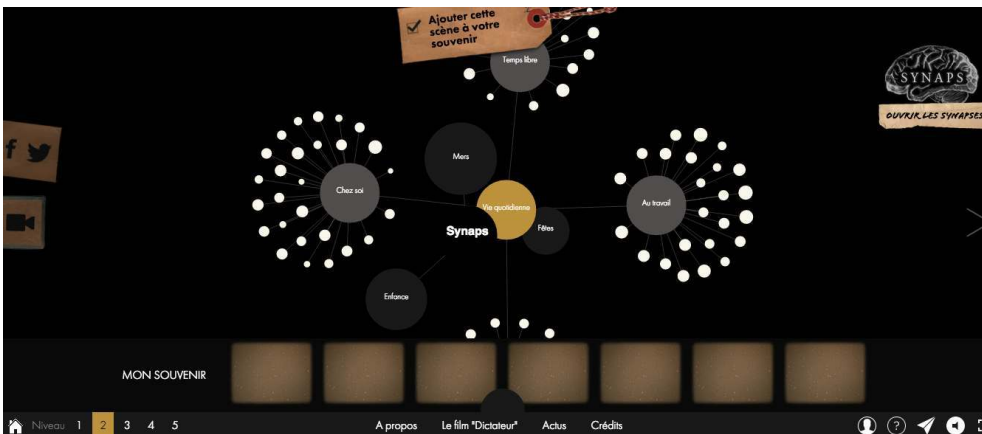 Ajouter cette
scène à votre
souvenir
Temps libre
SYNAPS
OUVRIR LES SYNAPSES
Mers
Chez soi
Vie quotidienne
Au travail
Synaps
Fêtes
Enfance
MON SOUVENIR
Niveau 1 2 3 4 5
A propos Le film "Dictateur" Actus Crédits
?